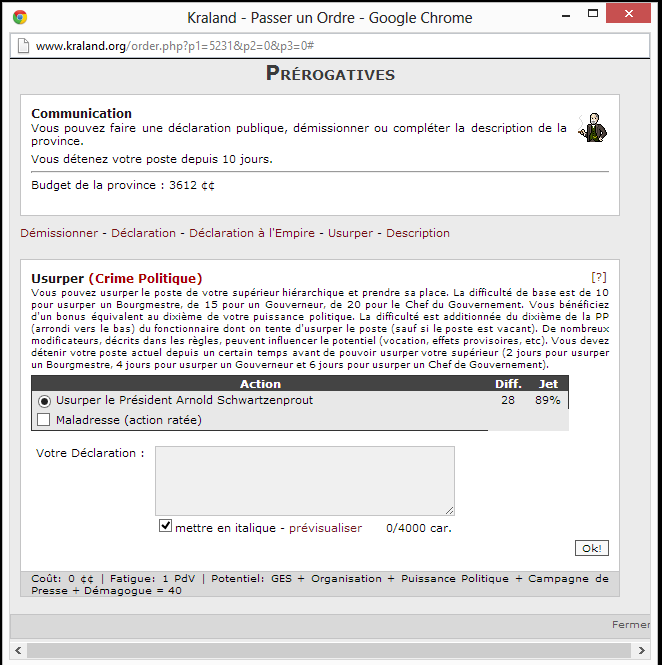 Kraland - Passer un Ordre - Google Chrome
www.kraland.org/order.php?p1=5231&p2=0&p3=0#
PRÉROGATIVES
Communication
Vous pouvez faire une déclaration publique, démissionner ou compléter la description de la
province.
Vous détenez votre poste depuis 10 jours.
Budget de la province : 3612 ¢¢
Démissionner - Déclaration - Déclaration à l'Empire - Usurper - Description
Usurper (Crime Politique) [?]
Vous pouvez usurper le poste de votre supérieur hiérarchique et prendre sa place. La difficulté de base est de 10
pour usurper un Bourgmestre, de 15 pour un Gouverneur, de 20 pour le Chef du Gouvernement. Vous bénéficiez
d'un bonus équivalent au dixième de votre puissance politique. La difficulté est additionnée du dixième de la PP
(arrondi vers le bas) du fonctionnaire dont on tente d'usurper le poste (sauf si le poste est vacant). De nombreux
modificateurs, décrits dans les règles, peuvent influencer le potentiel (vocation, effets provisoires, etc). Vous devez
détenir votre poste actuel depuis un certain temps avant de pouvoir usurper votre supérieur (2 jours pour usurper
un Bourgmestre, 4 jours pour usurper un Gouverneur et 6 jours pour usurper un Chef de Gouvernement).
Action Diff. Jet
Usurper le Président Arnold Schwartzenprout 28 89%
Maladresse (action ratée)
Votre Déclaration :
mettre en italique - prévisualiser 0/4000 car.
Ok!
Coût: 0 ¢¢ | Fatigue: 1 PdV | Potentiel: GES + Organisation + Puissance Politique + Campagne de
Presse + Démagogue = 40
Fermer